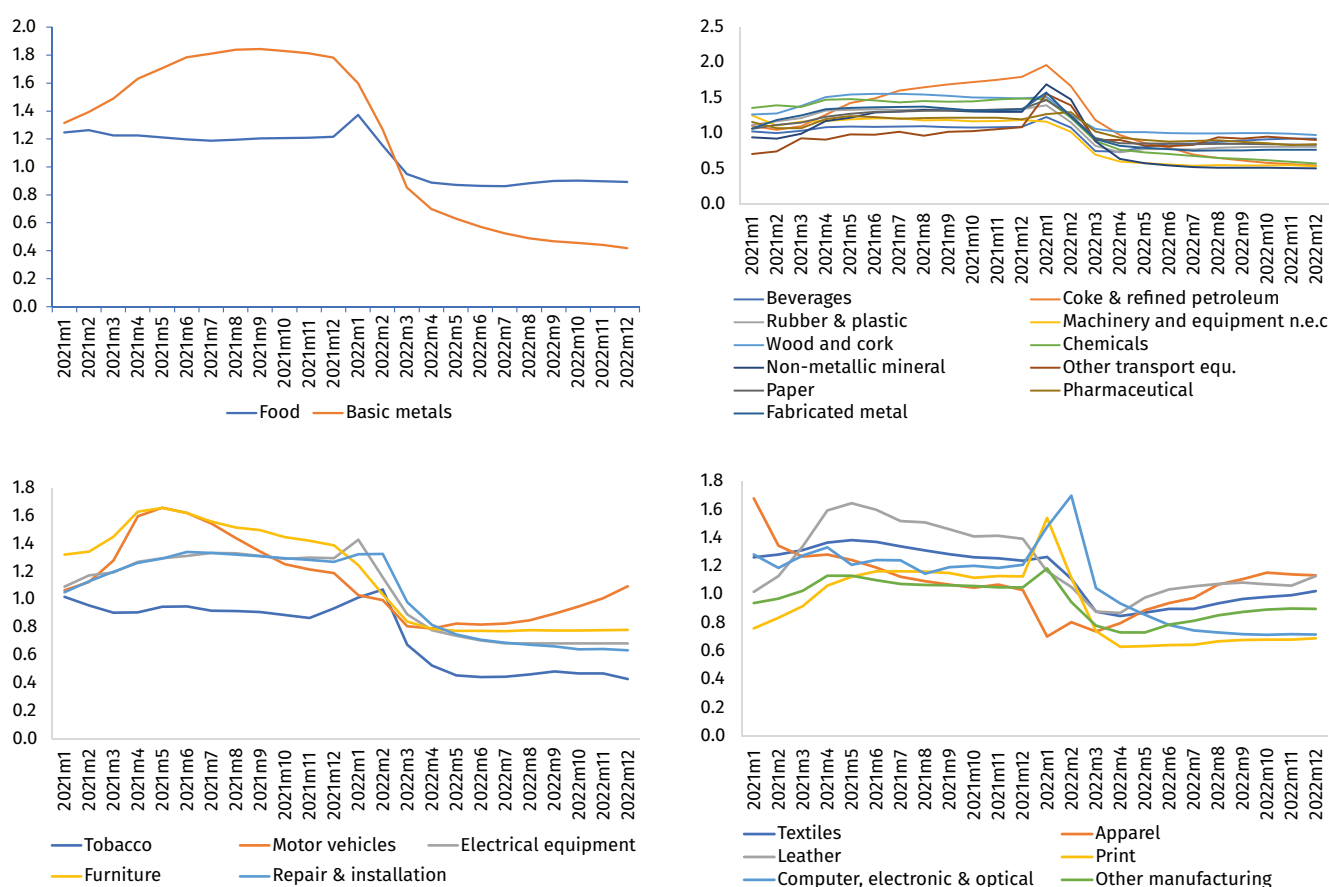 2.0
1.8
1.6
1.4
1.2
1.0
0.8
0.6
0.4
0.2
0.0
2021m1
2021m2
2021m3
2021m4
2021m5
2021m6
2021m7
2021m8
2021m9
2021m10
2021m11
2021m12
2022m1
2022m2
2022m3
2022m4
2022m5
2022m6
2022m7
2022m8
2022m9
2022m10
2022m11
2022m12
Food Basic metals
2.5
2.0
1.5
1.0
0.5
0.0
2021m1
2021m2
2021m3
2021m4
2021m5
2021m6
2021m7
2021m8
2021m9
2021m10
2021m11
2021m12
2022m1
2022m2
2022m3
2022m4
2022m5
2022m6
2022m7
2022m8
2022m9
2022m10
2022m11
2022m12
Beverages Coke & refined petroleum
Rubber & plastic Machinery and equipment n.e.c
Wood and cork Chemicals
Non-metallic mineral Other transport equ.
Paper Pharmaceutical
Fabricated metal
1.8
1.6
1.4
1.2
1.0
0.8
0.6
0.4
0.2
0.0
2021m1
2021m2
2021m3
2021m4
2021m5
2021m6
2021m7
2021m8
2021m9
2021m10
2021m11
2021m12
2022m1
2022m2
2022m3
2022m4
2022m5
2022m6
2022m7
2022m8
2022m9
2022m10
2022m11
2022m12
Tobacco Motor vehicles Electrical equipment
Furniture Repair & installation
1.8
1.6
1.4
1.2
1.0
0.8
0.6
0.4
0.2
0.0
2021m1
2021m2
2021m3
2021m4
2021m5
2021m6
2021m7
2021m8
2021m9
2021m10
2021m11
2021m12
2022m1
2022m2
2022m3
2022m4
2022m5
2022m6
2022m7
2022m8
2022m9
2022m10
2022m11
2022m12
Textiles Apparel
Leather Print
Computer, electronic & optical Other manufacturing